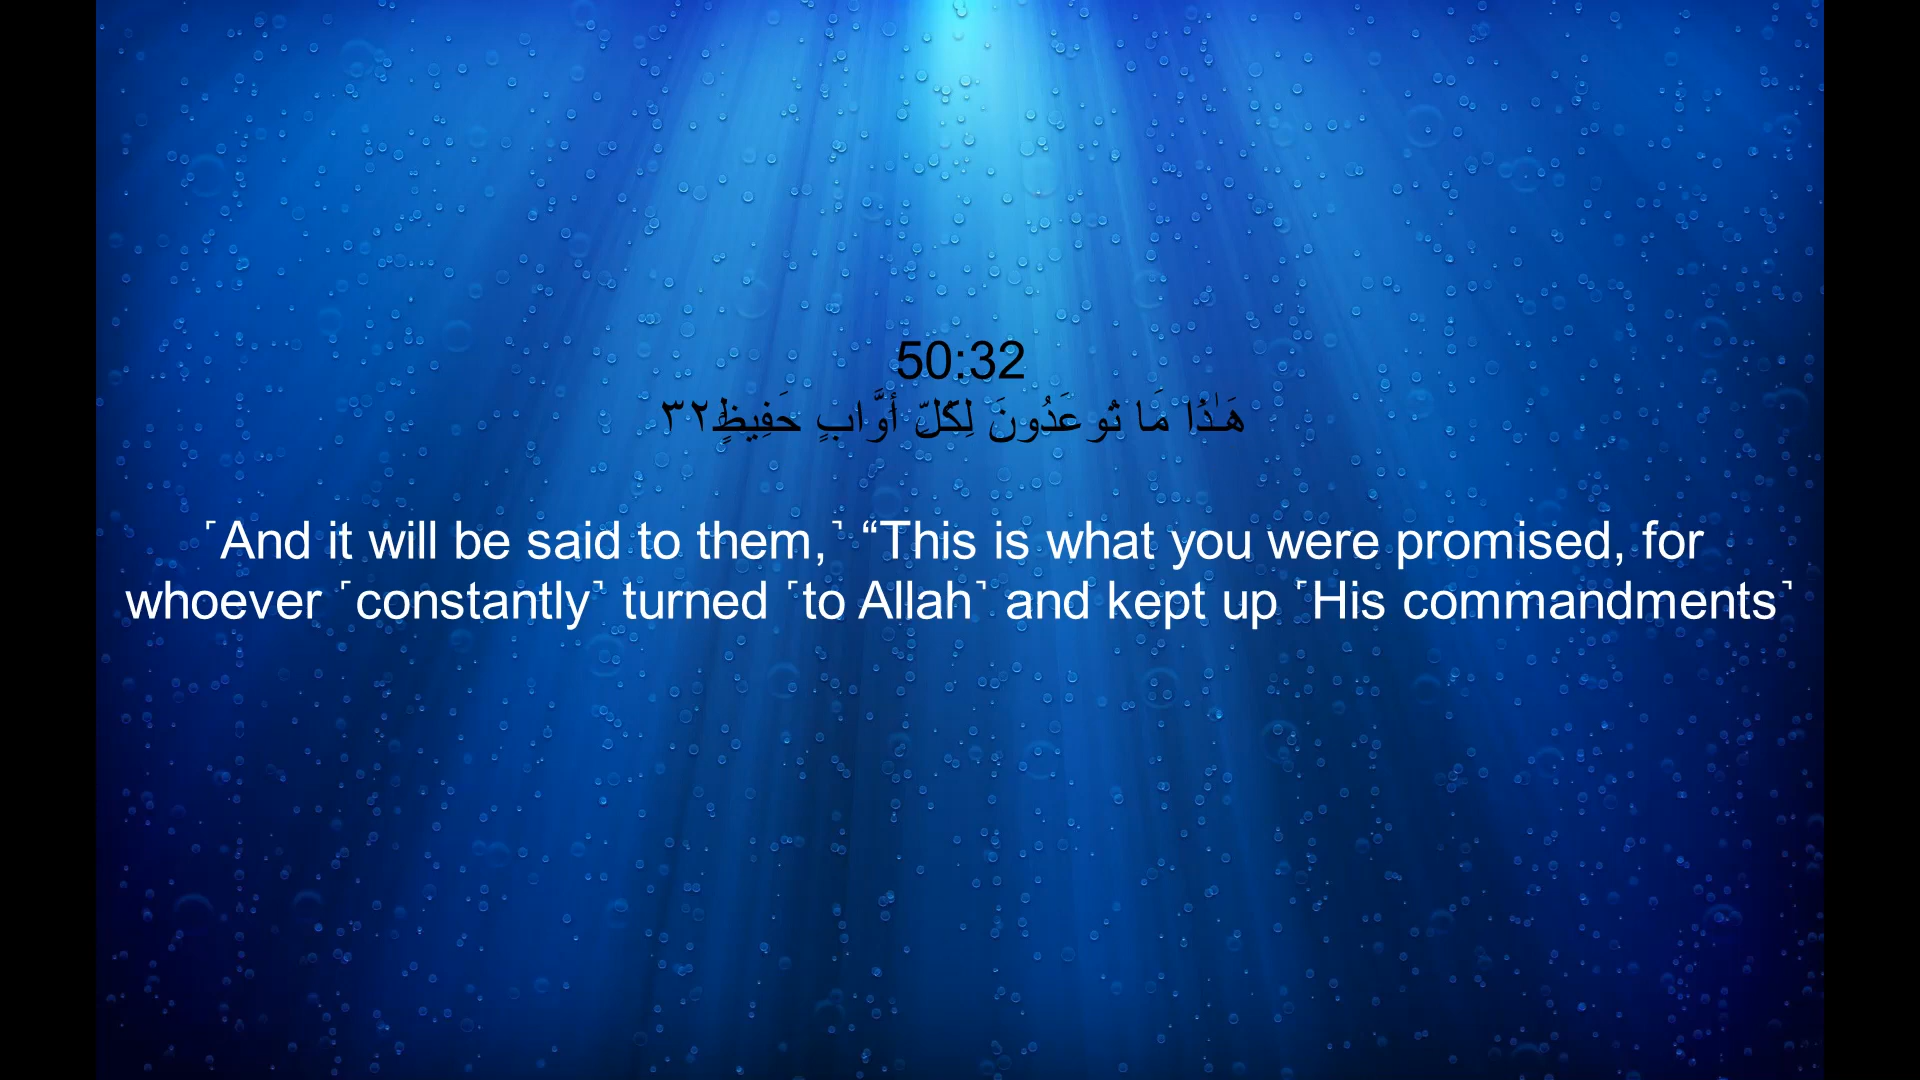 50:32
هَـٰذَا مَا تُوعَدُونَ لِكُلِّ أَوَّابٍ حَفِيظٍۢ٣٢
˹And it will be said to them,˺ “This is what you were promised, for
whoever ˹constantly˺ turned ˹to Allah˺ and kept up ˹His commandments˺